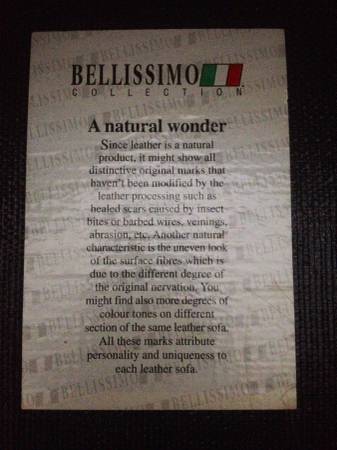 BELLISSIMO
COLLECTION
A natural wonder
Since leather is a natural
product, it might show all
distinctive original marks that
haven't been modified by the
leather processing such as
healed scars caused by insect
bites or barbed wires, veinings,
abrasion, etc. Another natural
characteristic is the uneven look
of the surface fibres which is
due to the different degree of
the original nervation. You
might find also more degrees of
colour tones on different
section of the same leather sofa.
All these marks attribute
personality and uniqueness to
each leather sofa.